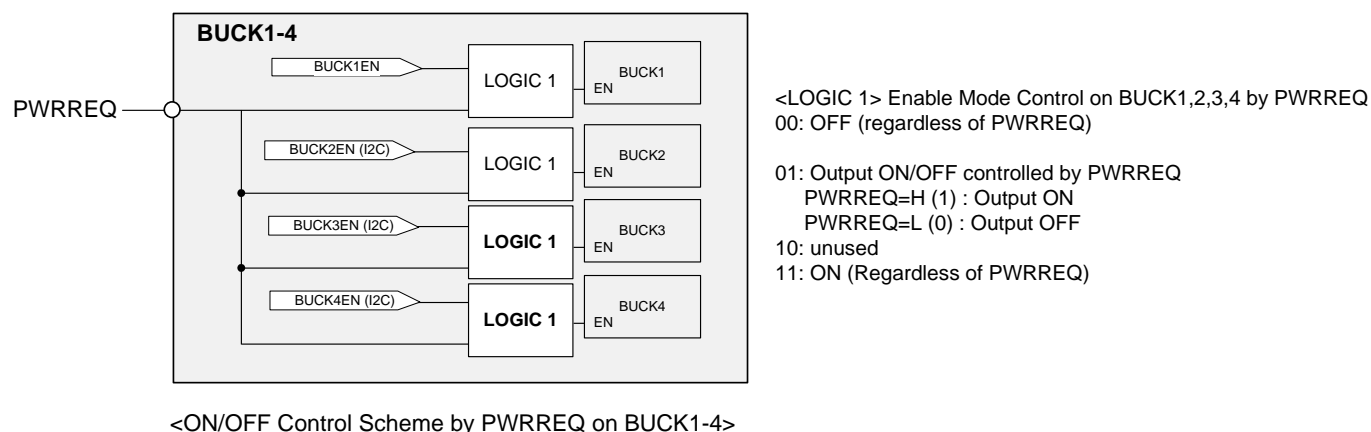 BUCK1-4
BUCK1EN
LOGIC 1
EN
BUCK1
PWRREQ
BUCK2EN (I2C)
LOGIC 1
EN
BUCK2
BUCK3EN (I2C)
LOGIC 1
EN
BUCK3
BUCK4EN (I2C)
LOGIC 1
EN
BUCK4
<LOGIC 1> Enable Mode Control on BUCK1,2,3,4 by PWRREQ
00: OFF (regardless of PWRREQ)
01: Output ON/OFF controlled by PWRREQ
PWRREQ=H (1) : Output ON
PWRREQ=L (0) : Output OFF
10: unused
11: ON (Regardless of PWRREQ)
<ON/OFF Control Scheme by PWRREQ on BUCK1-4>